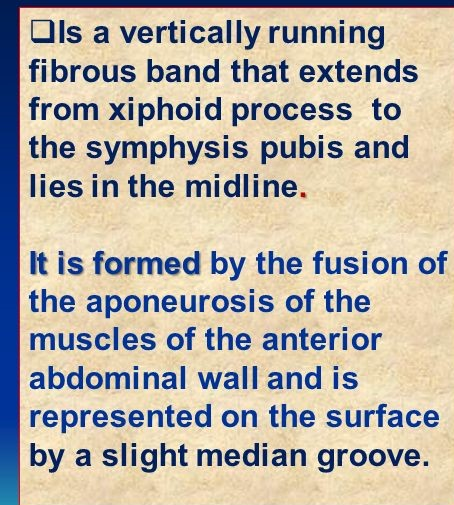 ❑Is a vertically running
fibrous band that extends
from xiphoid process to
the symphysis pubis and
lies in the midline.
It is formed by the fusion of
the aponeurosis of the
muscles of the anterior
abdominal wall and is
represented on the surface
by a slight median groove.